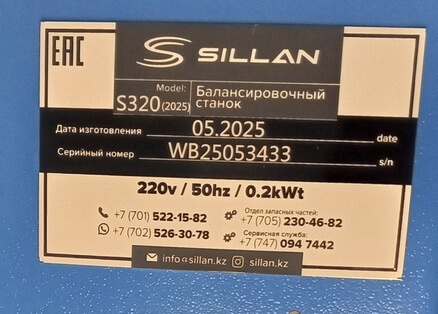 EAC
SILLAN
Model:
S320 (2025)
Балансировочный
станок
Дата изготовления 05.2025 date
Серийный номер WB25053433 s/n
220v / 50hz / 0.2kWt
+7 (701) 522-15-82
+7 (702) 526-30-78
Отдел запасных частей:
+7 (705) 230-46-82
Сервисная служба:
+7 (747) 094 7442
info@sillan.kz sillan.kz